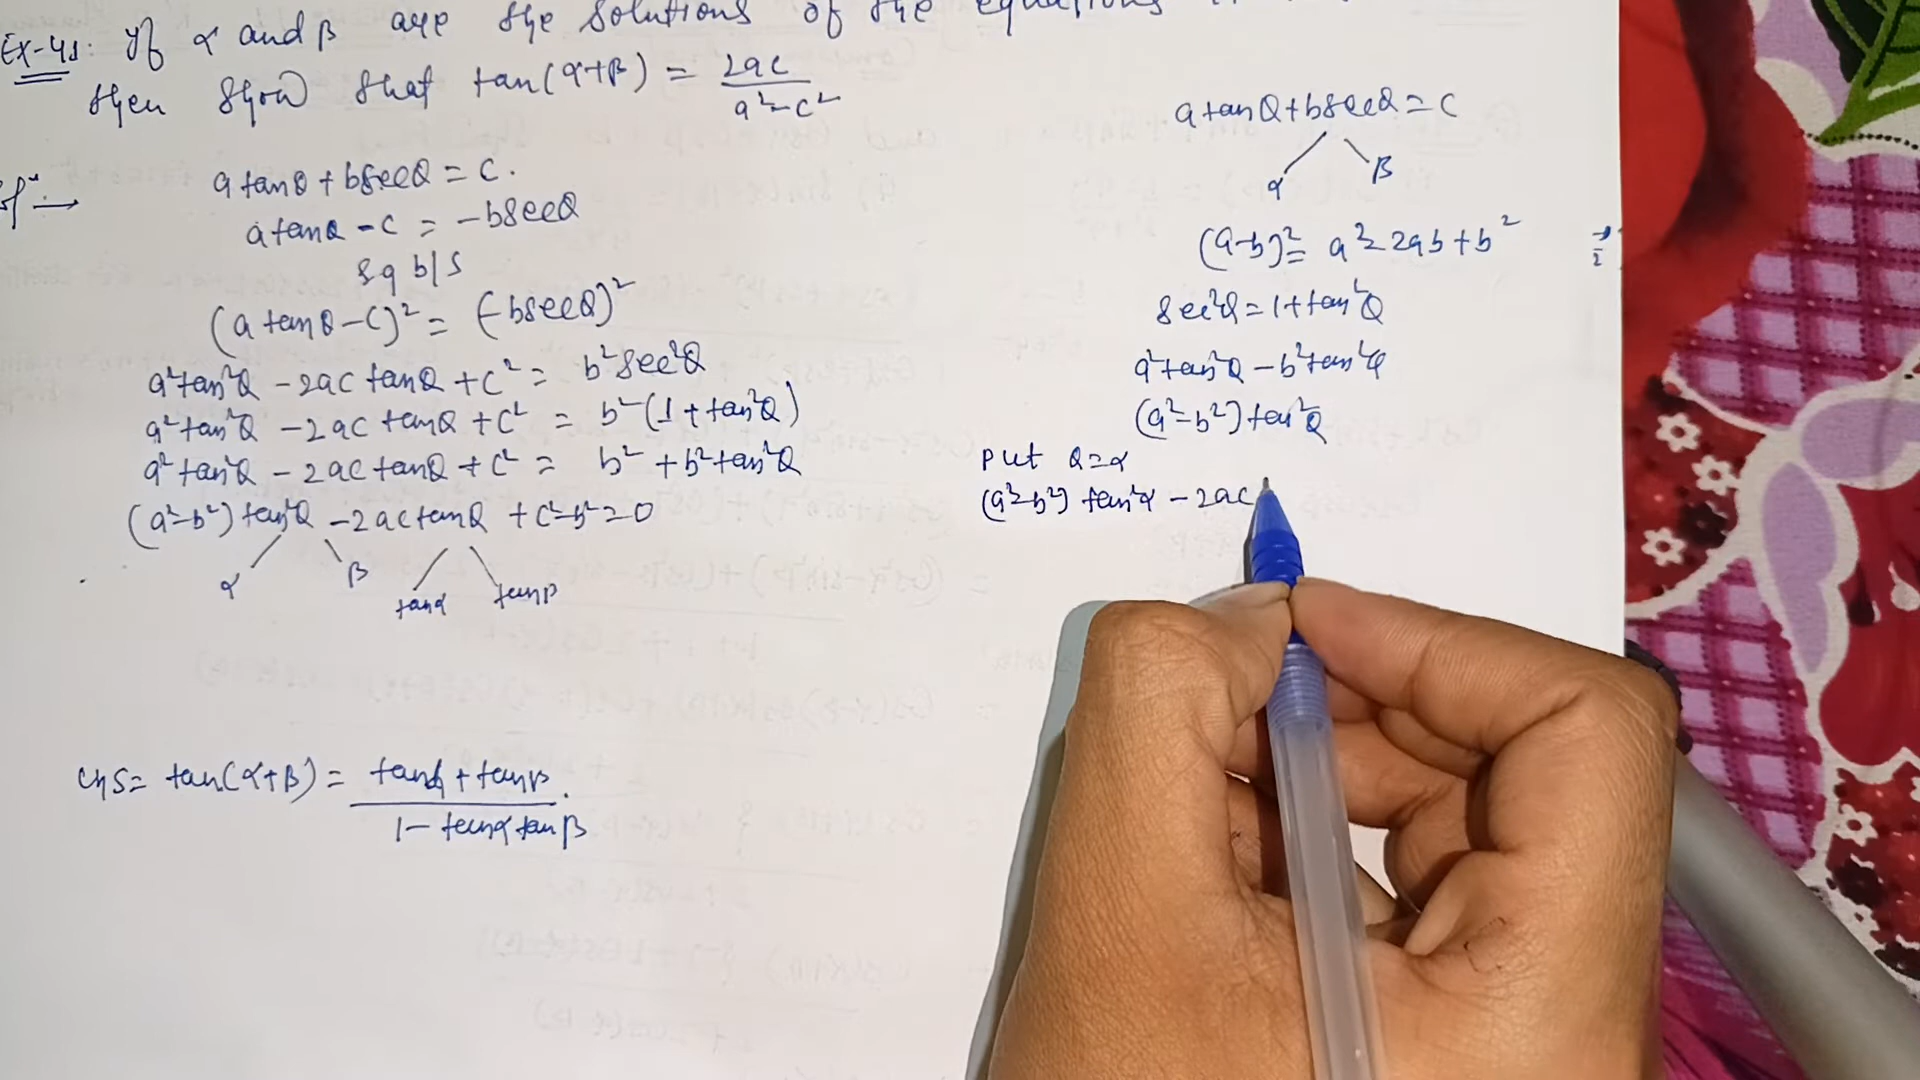 Ex-41: If α and β are the solutions of the equations
then show that tan(α+β) = 2ac / a²-c²
a tanθ + b secθ = c.
a tanθ - c = -b secθ
sq b/s
(a tanθ - c)² = (-b secθ)²
a² tan²θ - 2ac tanθ + c² = b² sec²θ
a² tan²θ - 2ac tanθ + c² = b² (1 + tan²θ)
a² tan²θ - 2ac tanθ + c² = b² + b² tan²θ
(a²-b²) tan²θ - 2ac tanθ + c²-b² = 0
α β tanα tanβ
LHS = tan(α+β) = tanα + tanβ / 1 - tanα tanβ
a tanθ + b secθ = c
α β
(a-b)² = a² - 2ab + b²
sec²θ = 1 + tan²θ
a² tan²θ - b² tan²θ
(a²-b²) tan²θ
put θ = α
(a²-b²) tan²α - 2ac